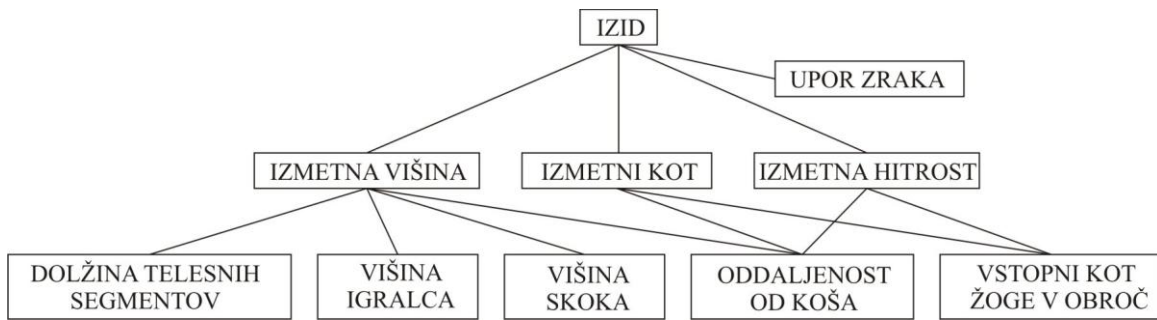 IZID
UPOR ZRAKA
IZMETNA VIŠINA
IZMETNI KOT
IZMETNA HITROST
DOLŽINA TELESNIH
SEGMENTOV
VIŠINA
IGRALCA
VIŠINA
SKOKA
ODDALJENOST
OD KOŠA
VSTOPNI KOT
ŽOGE V OBROČ